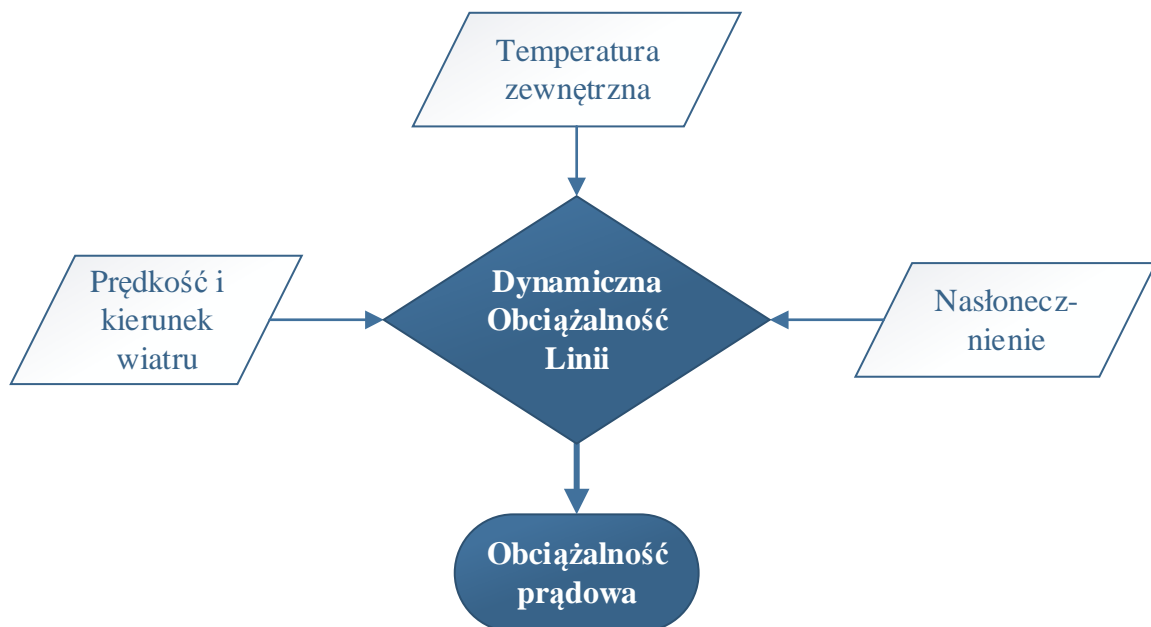 Temperatura
zewnętrzna
Prędkość i
kierunek
wiatru
Dynamiczna
Obciążalność
Linii
Nasłonecz-
nienie
Obciążalność
prądowa